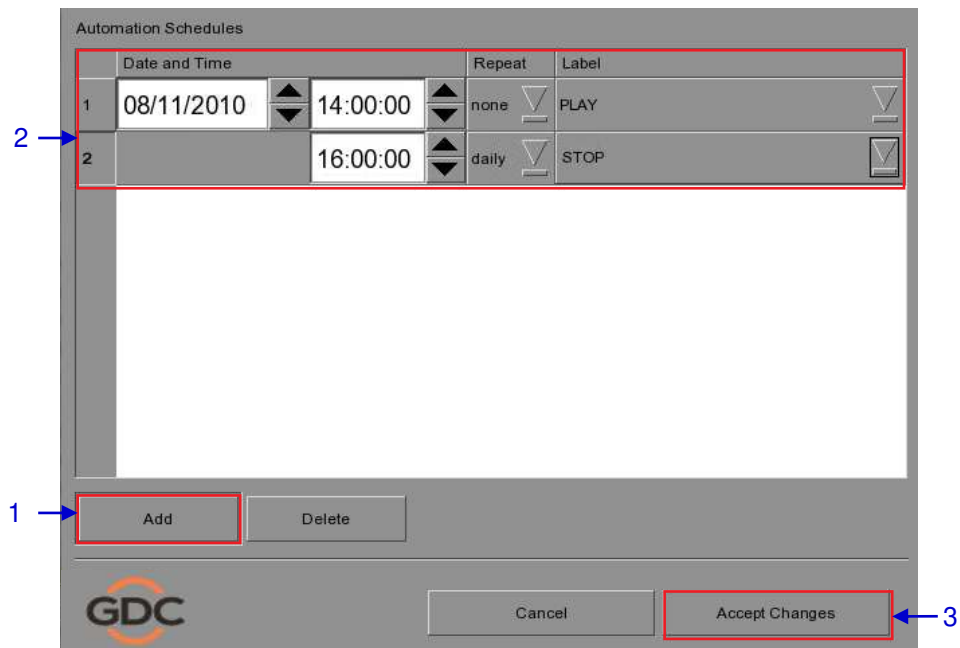 Automation Schedules
Date and Time Repeat Label
1 08/11/2010 14:00:00 none PLAY
2
2 16:00:00 daily STOP
1 Add Delete
GDC Cancel Accept Changes 3